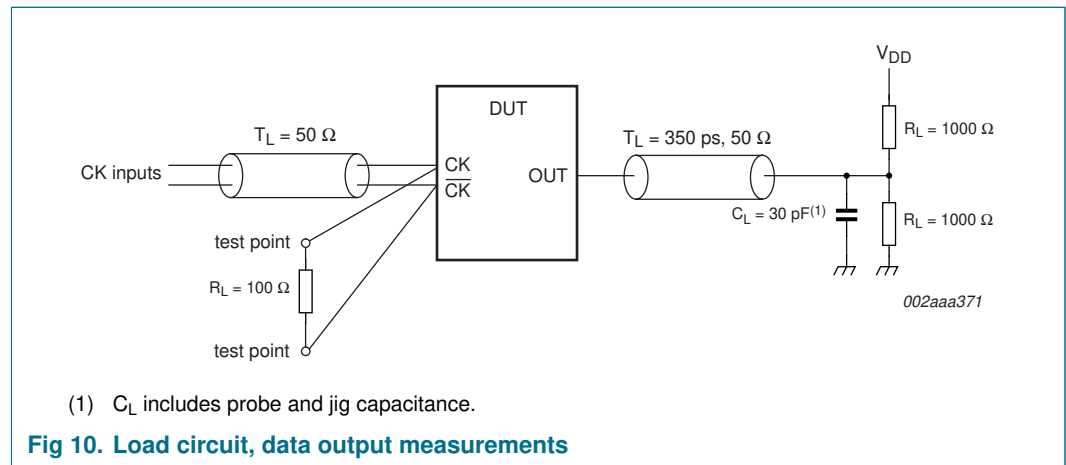 V_DD
DUT
T_L = 50 Ω
T_L = 350 ps, 50 Ω
R_L = 1000 Ω
CK inputs
CK
C̅K̅
OUT
C_L = 30 pF(1)
R_L = 1000 Ω
test point
R_L = 100 Ω
002aaa371
test point
(1) C_L includes probe and jig capacitance.
Fig 10. Load circuit, data output measurements